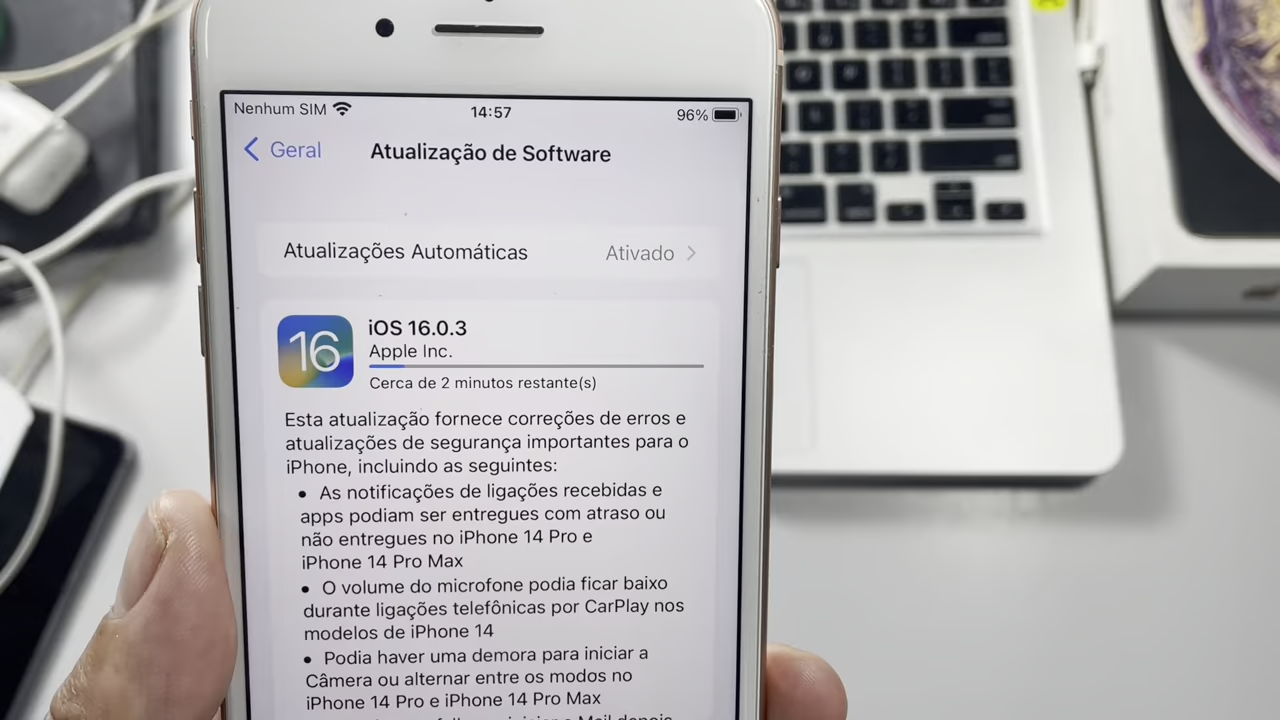 Nenhum SIM 14:57 96%
Geral Atualização de Software
Atualizações Automáticas Ativado
iOS 16.0.3
16
Apple Inc.
Cerca de 2 minutos restante(s)
Esta atualização fornece correções de erros e
atualizações de segurança importantes para o
iPhone, incluindo as seguintes:
• As notificações de ligações recebidas e
apps podiam ser entregues com atraso ou
não entregues no iPhone 14 Pro e
iPhone 14 Pro Max
• O volume do microfone podia ficar baixo
durante ligações telefônicas por CarPlay nos
modelos de iPhone 14
• Podia haver uma demora para iniciar a
Câmera ou alternar entre os modos no
iPhone 14 Pro e iPhone 14 Pro Max
Mail depois